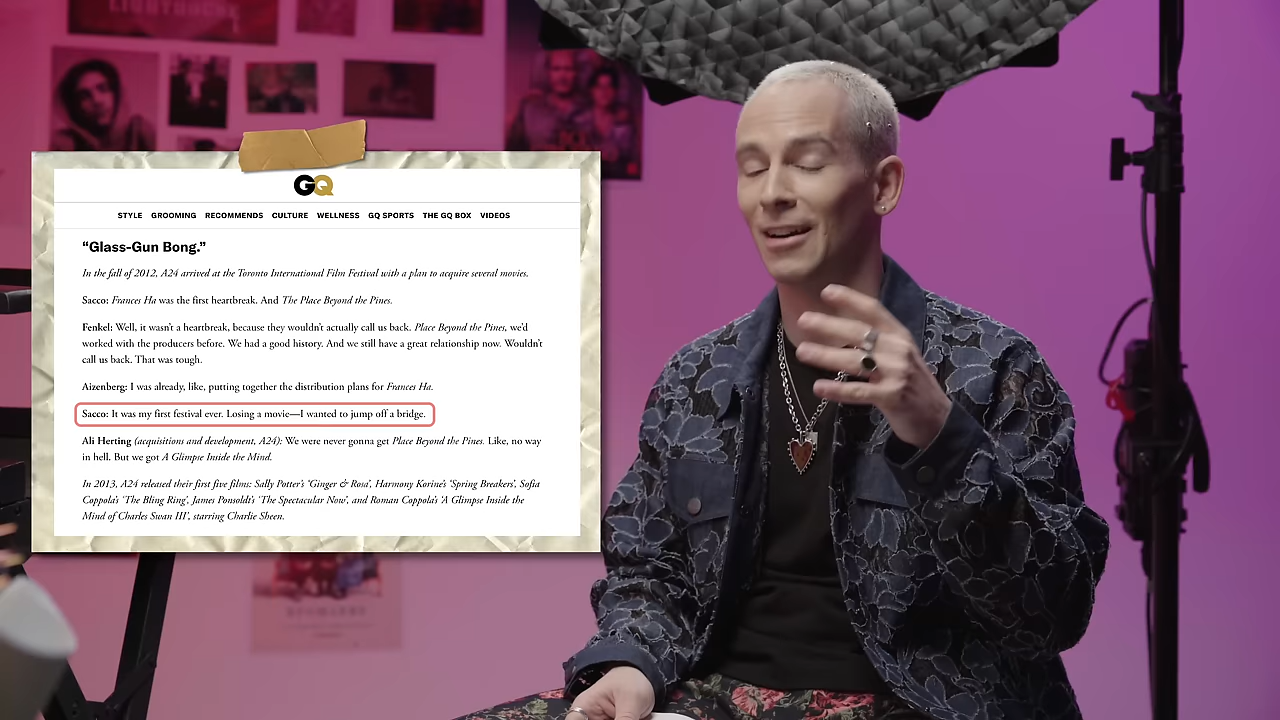 LIGHTHOUSE
GQ
STYLE GROOMING RECOMMENDS CULTURE WELLNESS GQ SPORTS THE GQ BOX VIDEOS
“Glass-Gun Bong.”
In the fall of 2012, A24 arrived at the Toronto International Film Festival with a plan to acquire several movies.
Sacco: Frances Ha was the first heartbreak. And The Place Beyond the Pines.
Fenkel: Well, it wasn’t a heartbreak, because they wouldn’t actually call us back. Place Beyond the Pines, we’d
worked with the producers before. We had a good history. And we still have a great relationship now. Wouldn’t
call us back. That was tough.
Aizenberg: I was already, like, putting together the distribution plans for Frances Ha.
Sacco: It was my first festival ever. Losing a movie—I wanted to jump off a bridge.
Ali Herting (acquisitions and development, A24): We were never gonna get Place Beyond the Pines. Like, no way
in hell. But we got A Glimpse Inside the Mind.
In 2013, A24 released their first five films: Sally Potter’s ‘Ginger & Rosa’, Harmony Korine’s ‘Spring Breakers’, Sofia
Coppola’s ‘The Bling Ring’, James Ponsoldt’s ‘The Spectacular Now’, and Roman Coppola’s ‘A Glimpse Inside the
Mind of Charles Swan III’, starring Charlie Sheen.